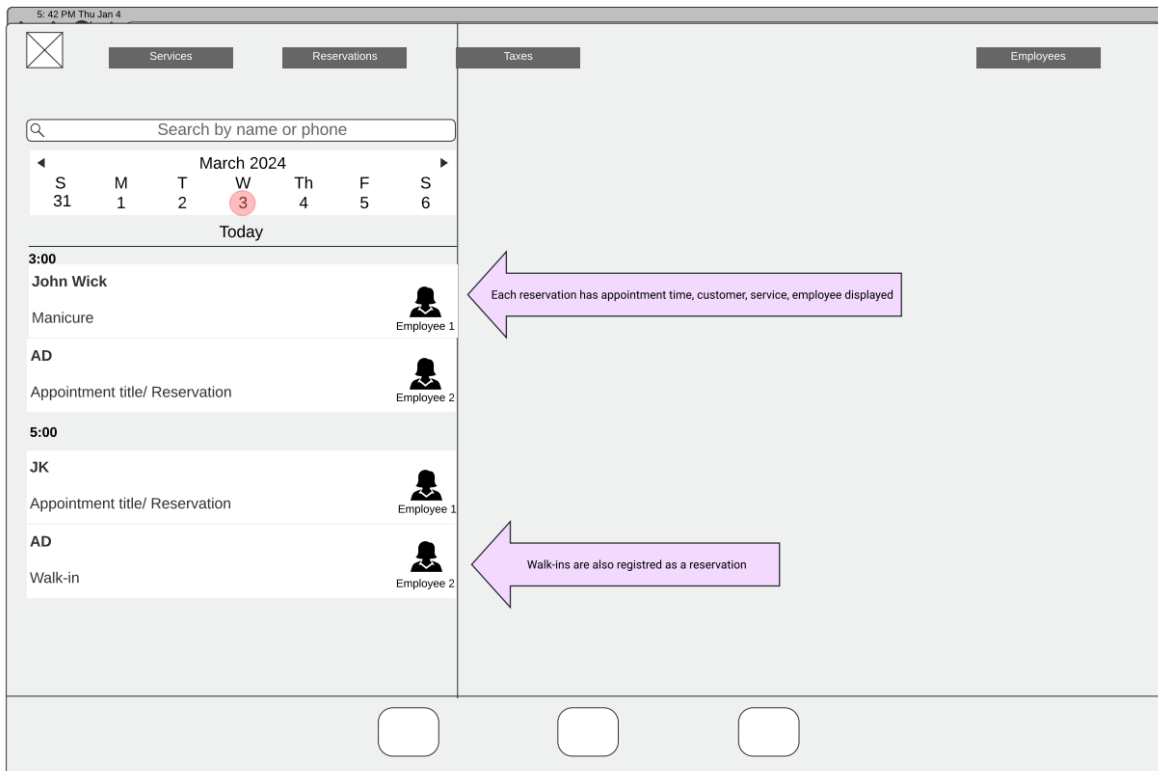 5: 42 PM Thu Jan 4
Services Reservations Taxes Employees
Search by name or phone
March 2024
S M T W Th F S
31 1 2 3 4 5 6
Today
3:00
John Wick
Manicure
Employee 1
Each reservation has appointment time, customer, service, employee displayed
AD
Appointment title/ Reservation
Employee 2
5:00
JK
Appointment title/ Reservation
Employee 1
AD
Walk-in
Employee 2
Walk-ins are also registred as a reservation